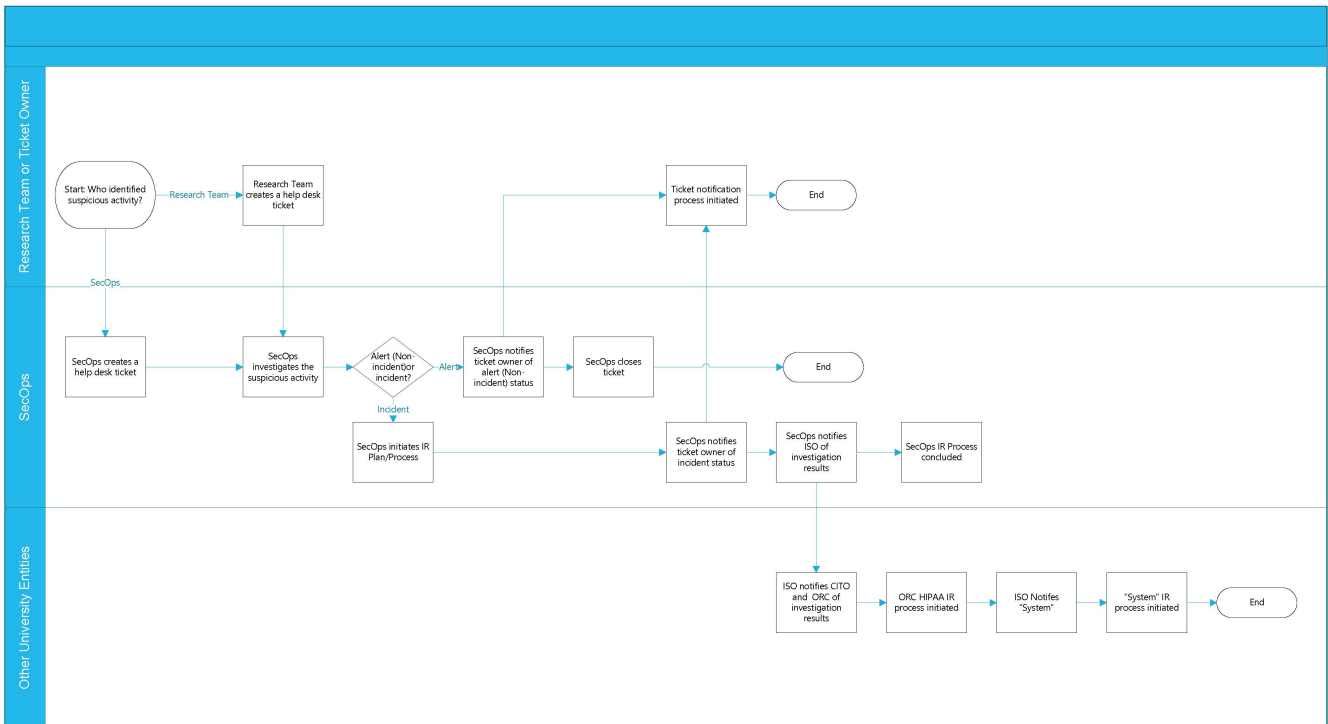 Research Team or Ticket Owner
Start: Who identified
suspicious activity?
Research Team
Research Team
creates a help desk
ticket
Ticket notification
process initiated
End
SecOps
SecOps
SecOps creates a
help desk ticket
SecOps
investigates the
suspicious activity
Alert (Non-
incident)or
incident?
Alert
SecOps notifies
ticket owner of
alert (Non-
incident) status
SecOps closes
ticket
End
Incident
SecOps initiates IR
Plan/Process
SecOps notifies
ticket owner of
incident status
SecOps notifies
ISO of
investigation
results
SecOps IR Process
concluded
Other University Entities
ISO notifies CITO
and ORC of
investigation
results
ORC HIPAA IR
process initiated
ISO Notifes
“System”
“System” IR
process initiated
End